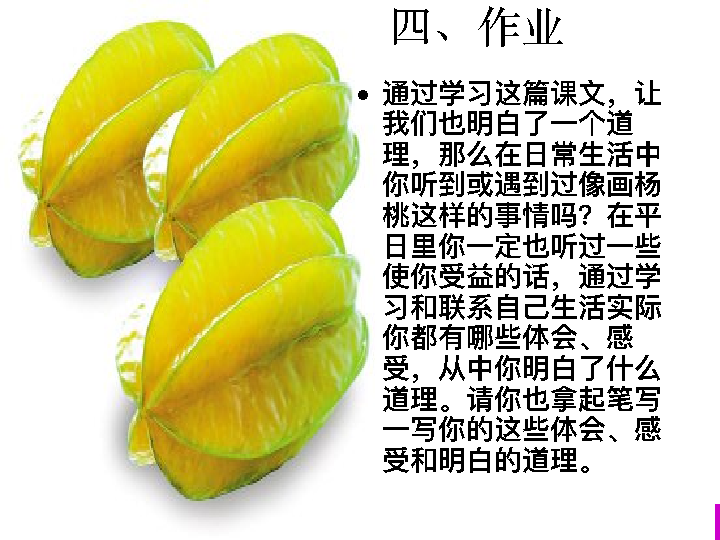 四、作业
• 通过学习这篇课文，让
我们也明白了一个道
理，那么在日常生活中
你听到或遇到过像画杨
桃这样的事情吗？在平
日里你一定也听过一些
使你受益的话，通过学
习和联系自己生活实际
你都有哪些体会、感
受，从中你明白了什么
道理。请你也拿起笔写
一写你的这些体会、感
受和明白的道理。